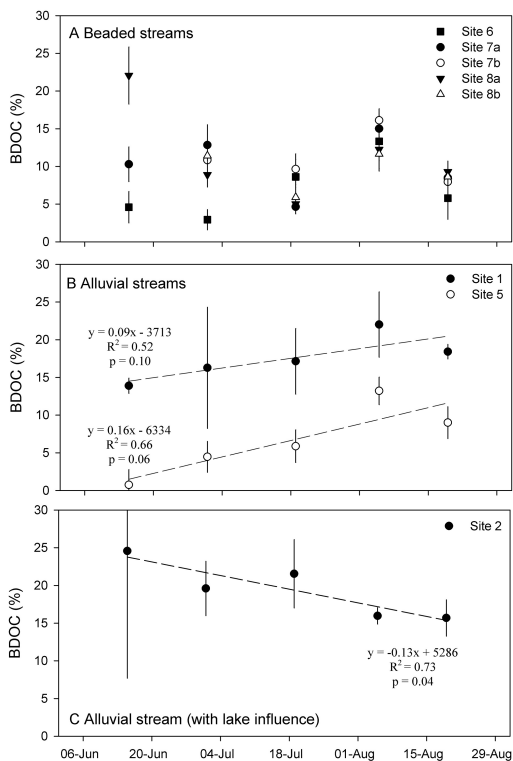 30
A Beaded streams
Site 6
Site 7a
Site 7b
Site 8a
Site 8b
25
20
15
10
5
0
BDOC (%)
30
B Alluvial streams
Site 1
Site 5
25
20
15
10
5
0
BDOC (%)
y = 0.09x - 3713
R² = 0.52
p = 0.10
y = 0.16x - 6334
R² = 0.66
p = 0.06
30
Site 2
25
20
15
10
5
0
BDOC (%)
y = -0.13x + 5286
R² = 0.73
p = 0.04
C Alluvial stream (with lake influence)
06-Jun 20-Jun 04-Jul 18-Jul 01-Aug 15-Aug 29-Aug